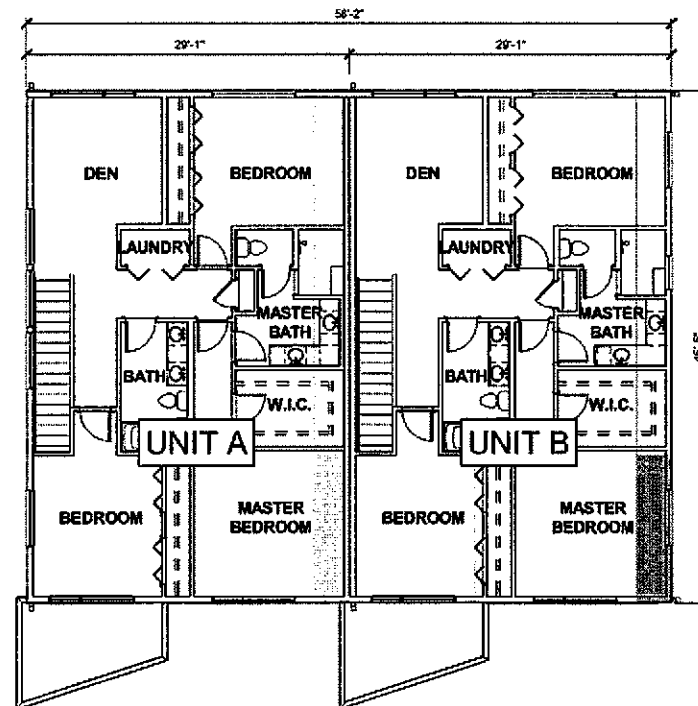 58'-2"
29'-1" 29'-1"
DEN BEDROOM DEN BEDROOM
LAUNDRY LAUNDRY
MASTER BATH MASTER BATH
BATH BATH
W.I.C. W.I.C.
UNIT A UNIT B
BEDROOM MASTER BEDROOM BEDROOM MASTER BEDROOM